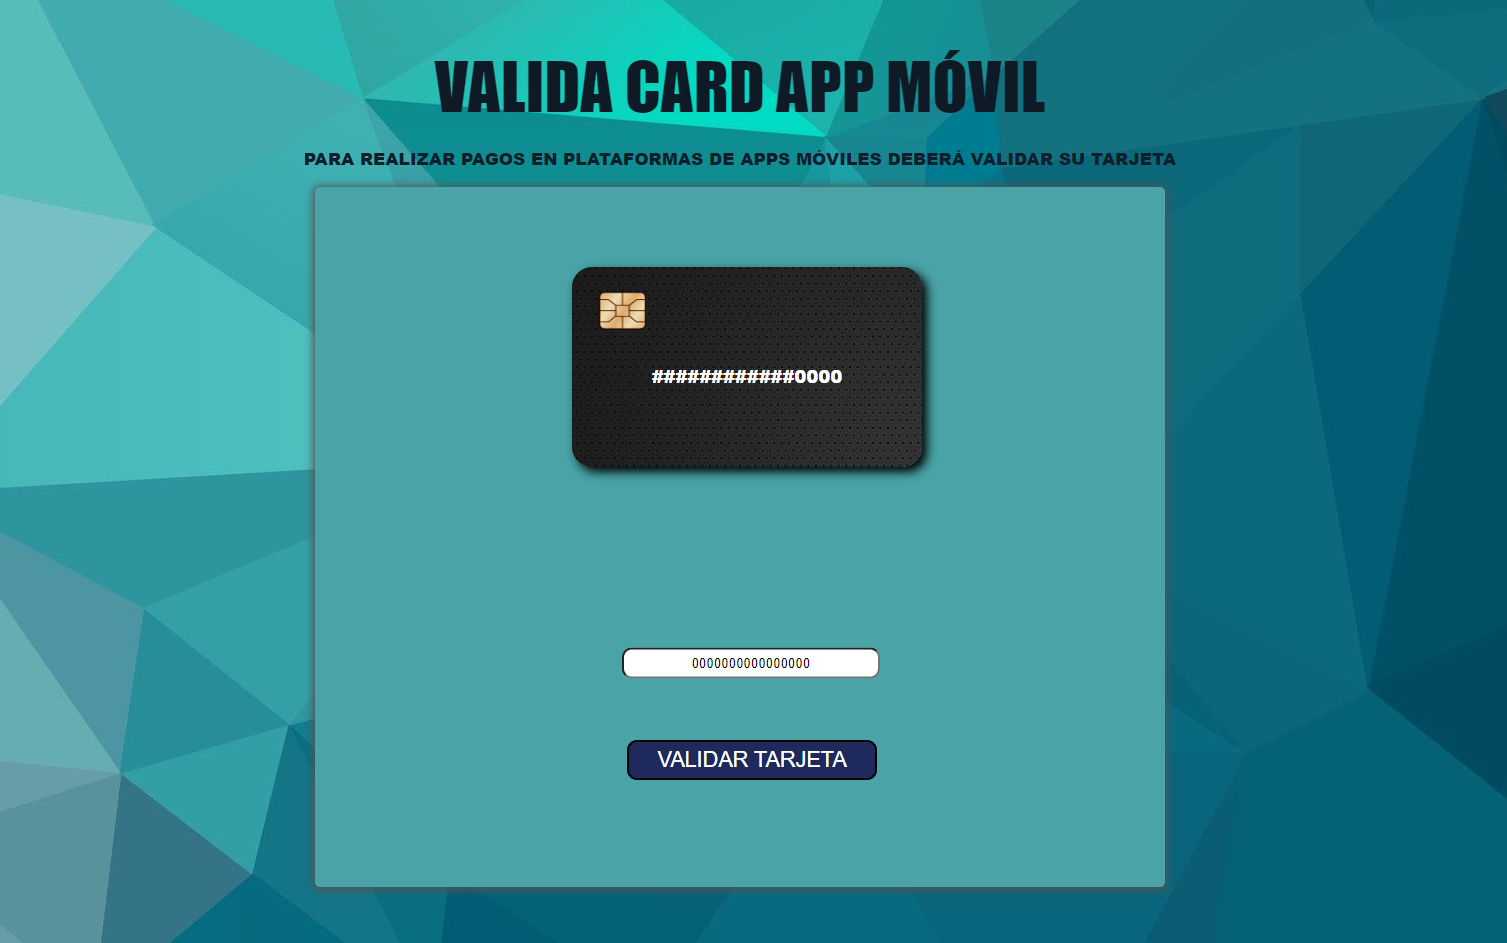 VALIDA CARD APP MÓVIL
PARA REALIZAR PAGOS EN PLATAFORMAS DE APPS MÓVILES DEBERÁ VALIDAR SU TARJETA
############0000
0000000000000000
VALIDAR TARJETA